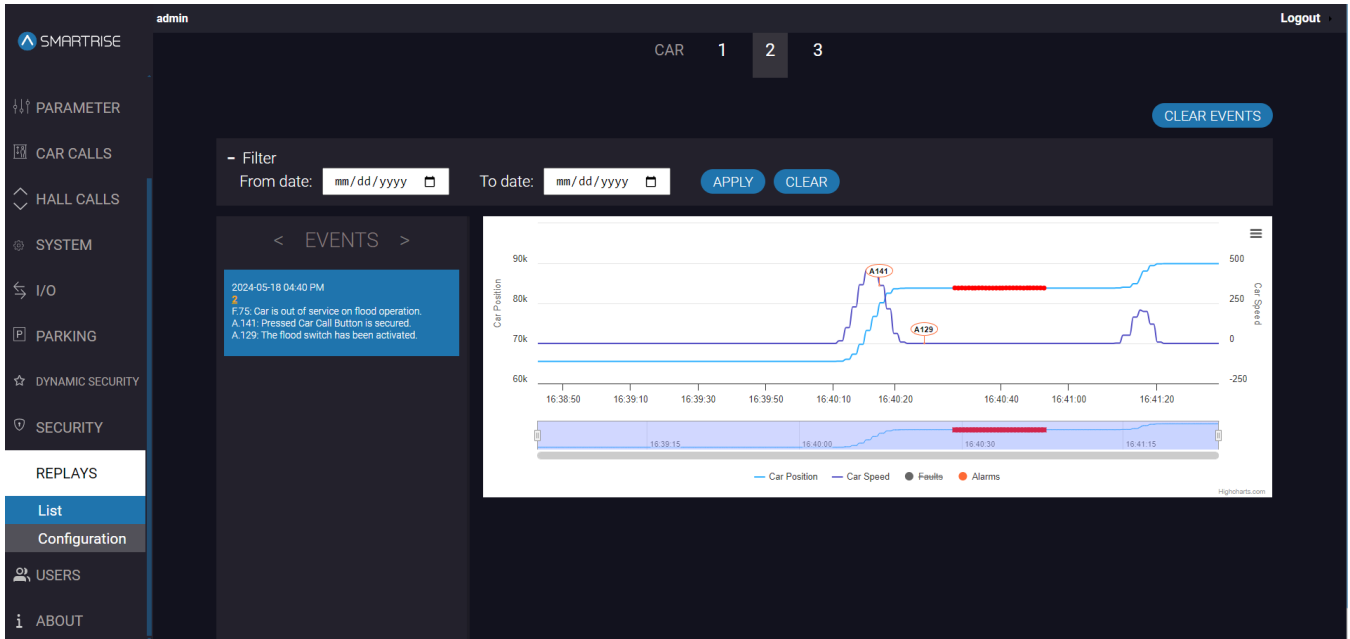 admin
Logout
SMARTRISE
CAR 1 2 3
PARAMETER
CAR CALLS
HALL CALLS
SYSTEM
I/O
P PARKING
DYNAMIC SECURITY
SECURITY
REPLAYS
List
Configuration
USERS
i ABOUT
CLEAR EVENTS
– Filter
From date: mm/dd/yyyy To date: mm/dd/yyyy APPLY CLEAR
< EVENTS >
2024-05-18 04:40 PM
2
F.75: Car is out of service on flood operation.
A.141: Pressed Car Call Button is secured.
A.129: The flood switch has been activated.
Car Position
90k
80k
70k
60k
A141
A129
500
250
0
-250
Car Speed
16:38:50 16:39:10 16:39:30 16:39:50 16:40:10 16:40:20 16:40:40 16:41:00 16:41:20
16:39:15 16:40:00 16:40:30 16:41:15
Car Position Car Speed Faults Alarms
Highcharts.com